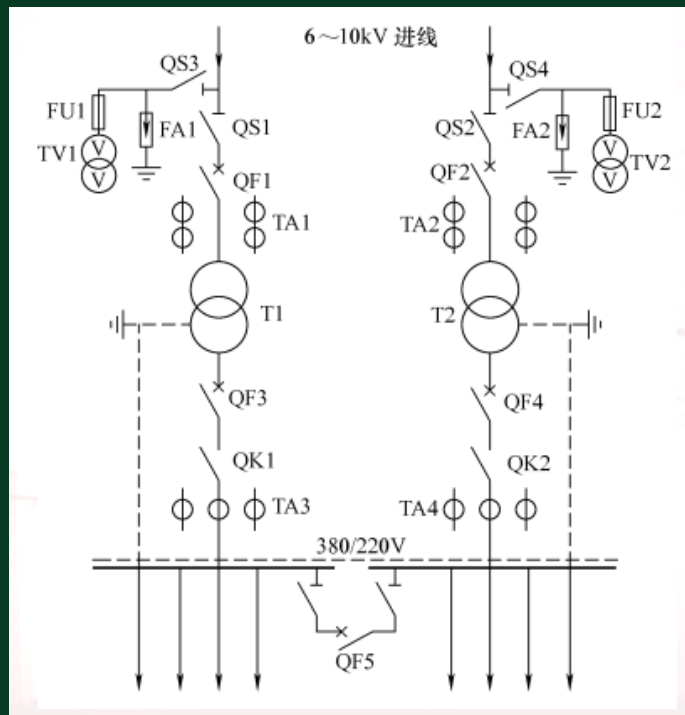 6～10kV 进线
QS3
QS4
FU1
FA1
QS1
QS2
FA2
FU2
TV1
V
V
QF1
QF2
V
V
TV2
TA1
TA2
T1
T2
QF3
QF4
QK1
QK2
TA3
TA4
380/220V
QF5